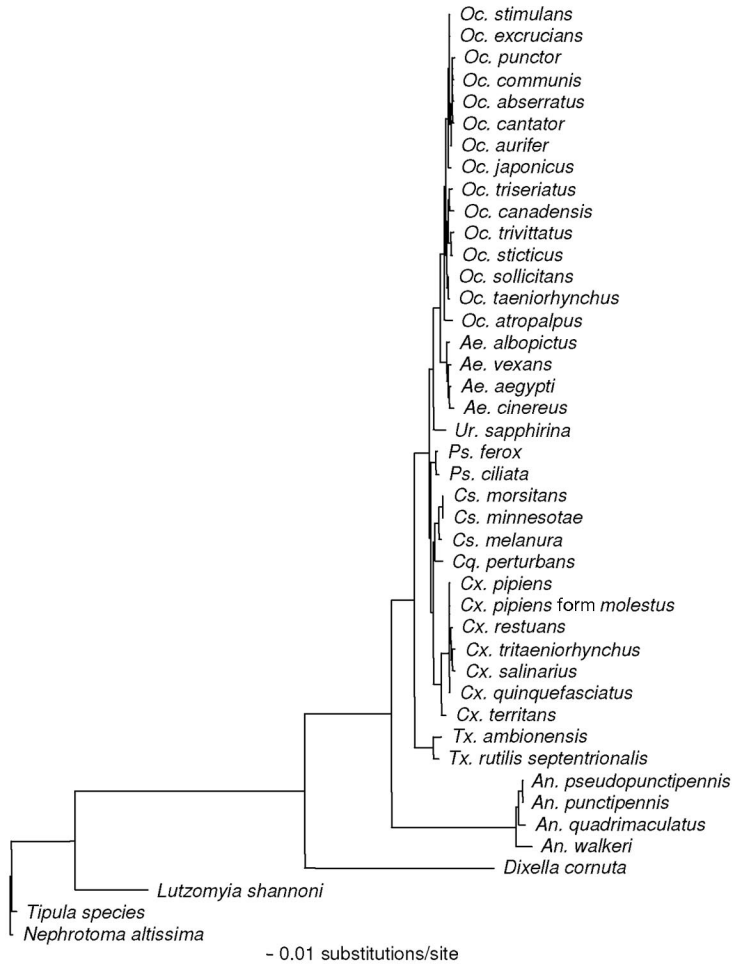 Oc. stimulans
Oc. excrucians
Oc. punctor
Oc. communis
Oc. abserratus
Oc. cantator
Oc. aurifer
Oc. japonicus
Oc. triseriatus
Oc. canadensis
Oc. trivittatus
Oc. sticticus
Oc. sollicitans
Oc. taeniorhynchus
Oc. atropalpus
Ae. albopictus
Ae. vexans
Ae. aegypti
Ae. cinereus
Ur. sapphirina
Ps. ferox
Ps. ciliata
Cs. morsitans
Cs. minnesotae
Cs. melanura
Cq. perturbans
Cx. pipiens
Cx. pipiens form molestus
Cx. restuans
Cx. tritaeniorhynchus
Cx. salinarius
Cx. quinquefasciatus
Cx. territans
Tx. ambionensis
Tx. rutilis septentrionalis
An. pseudopunctipennis
An. punctipennis
An. quadrimaculatus
An. walkeri
Dixella cornuta
Lutzomyia shannoni
Tipula species
Nephrotoma altissima
0.01 substitutions/site